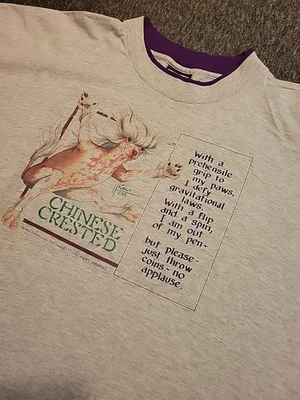 CHINESE
CRESTED
With a
prehensile
grip to
my paws,
I defy
gravitational
laws.
With a flip
and a spin,
I am out
of my pen-
but please-
just throw
coins - no
applause.